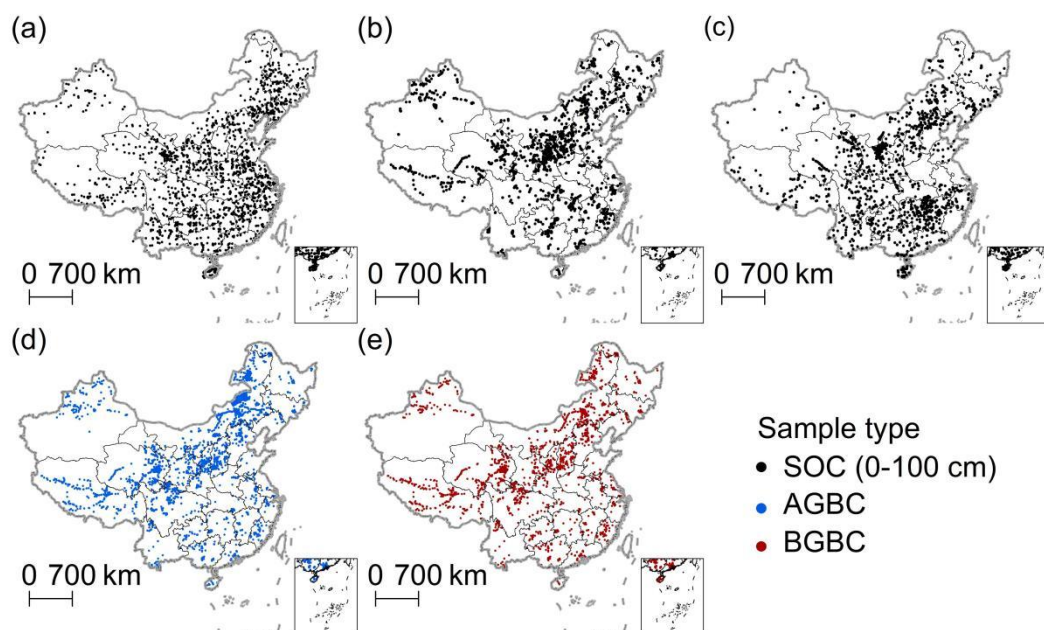 (a)
(b)
(c)
0 700 km
0 700 km
0 700 km
(d)
(e)
Sample type
SOC (0-100 cm)
AGBC
BGBC
0 700 km
0 700 km